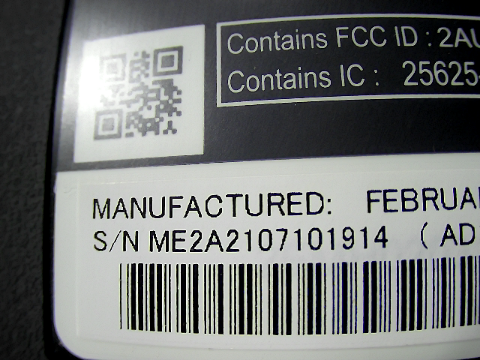 Contains FCC ID : 2AU
Contains IC : 25625-
MANUFACTURED: FEBRUA
S/N ME2A2107101914 ( AD